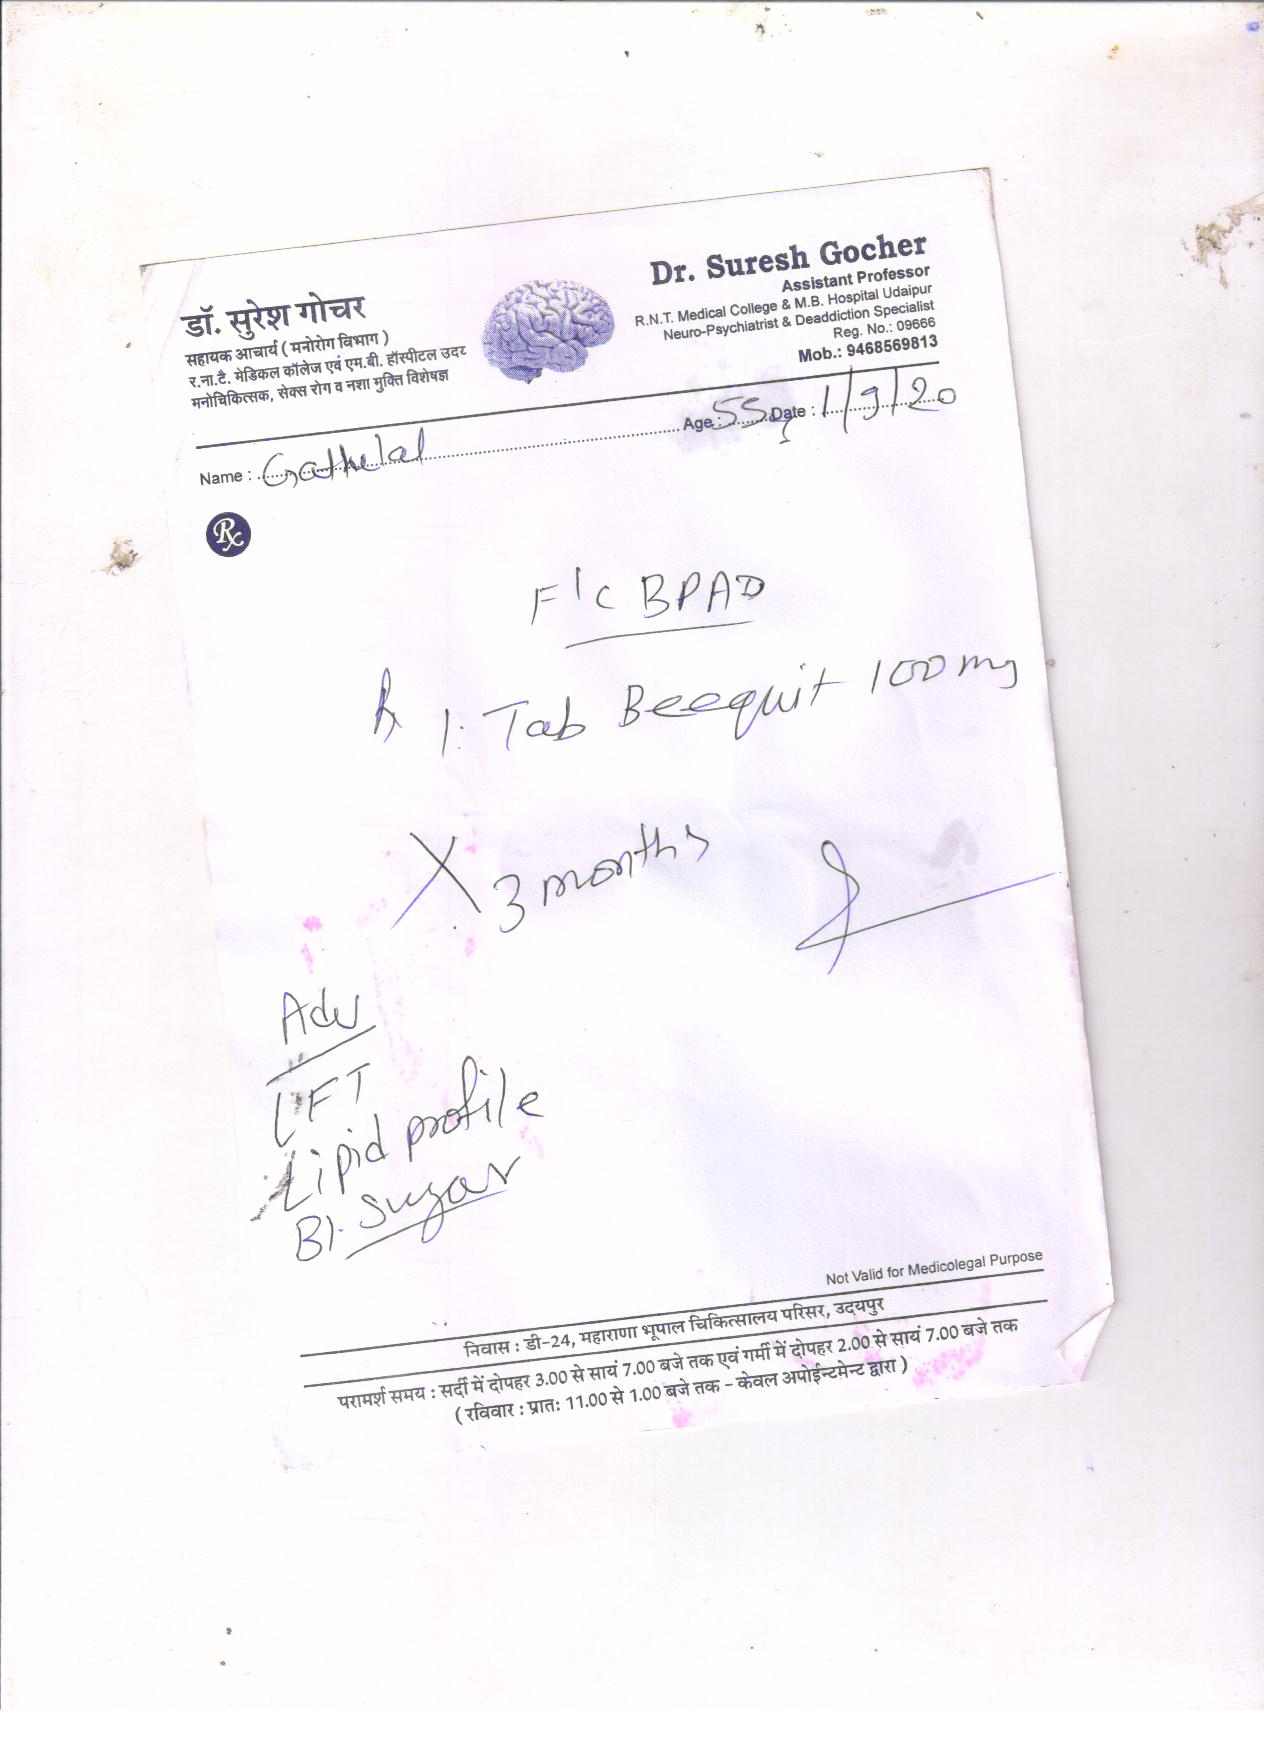 डॉ. सुरेश गोचर
सहायक आचार्य ( मनोरोग विभाग )
र.ना.टै. मेडिकल कॉलेज एवं एम.बी. हॉस्पीटल उदर
मनोचिकित्सक, सेक्स रोग व नशा मुक्ति विशेषज्ञ
Dr. Suresh Gocher
Assistant Professor
R.N.T. Medical College & M.B. Hospital Udaipur
Neuro-Psychiatrist & Deaddiction Specialist
Reg. No.: 09666
Mob.: 9468569813
Name : Gathulal Age : 55y Date : 1/9/20
Rx
F/c BPAD
Rx 1. Tab Beequit 100 mg
X 3 months
Adv
LFT
Lipid profile
Bl. Sugar
Not Valid for Medicolegal Purpose
निवास : डी-24, महाराणा भूपाल चिकित्सालय परिसर, उदयपुर
परामर्श समय : सर्दी में दोपहर 3.00 से सायं 7.00 बजे तक एवं गर्मी में दोपहर 2.00 से सायं 7.00 बजे तक
( रविवार : प्रातः 11.00 से 1.00 बजे तक - केवल अपोईन्टमेन्ट द्वारा )